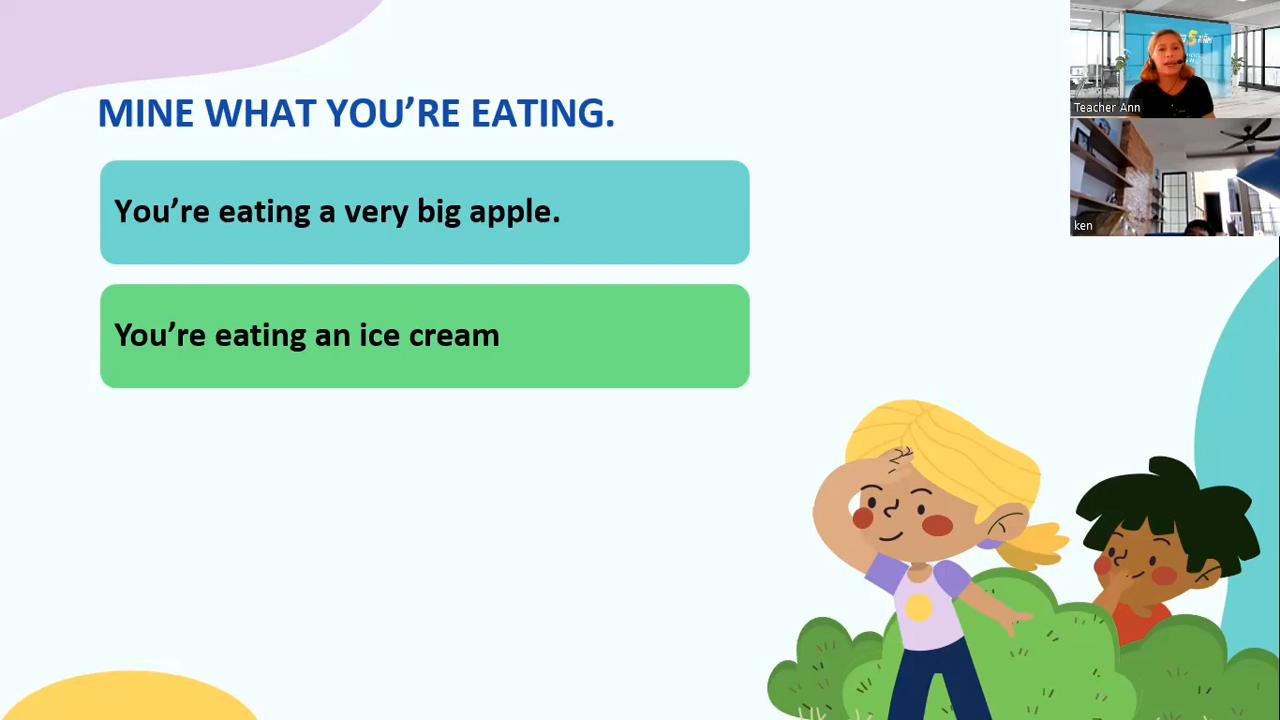 MINE WHAT YOU’RE EATING.
You’re eating a very big apple.
You’re eating an ice cream
Teacher Ann
ken